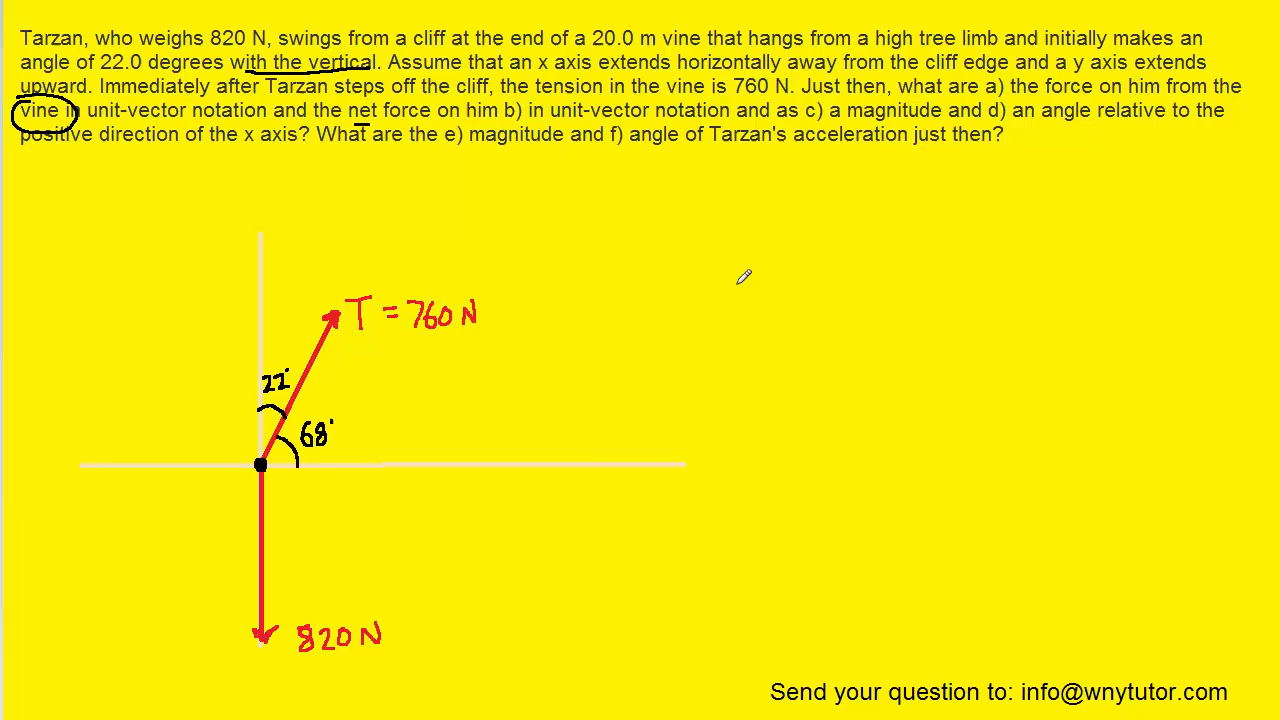 Tarzan, who weighs 820 N, swings from a cliff at the end of a 20.0 m vine that hangs from a high tree limb and initially makes an
angle of 22.0 degrees with the vertical. Assume that an x axis extends horizontally away from the cliff edge and a y axis extends
upward. Immediately after Tarzan steps off the cliff, the tension in the vine is 760 N. Just then, what are a) the force on him from the
vine in unit-vector notation and the net force on him b) in unit-vector notation and as c) a magnitude and d) an angle relative to the
positive direction of the x axis? What are the e) magnitude and f) angle of Tarzan's acceleration just then?
T = 760 N
22°
68°
820 N
Send your question to: info@wnytutor.com